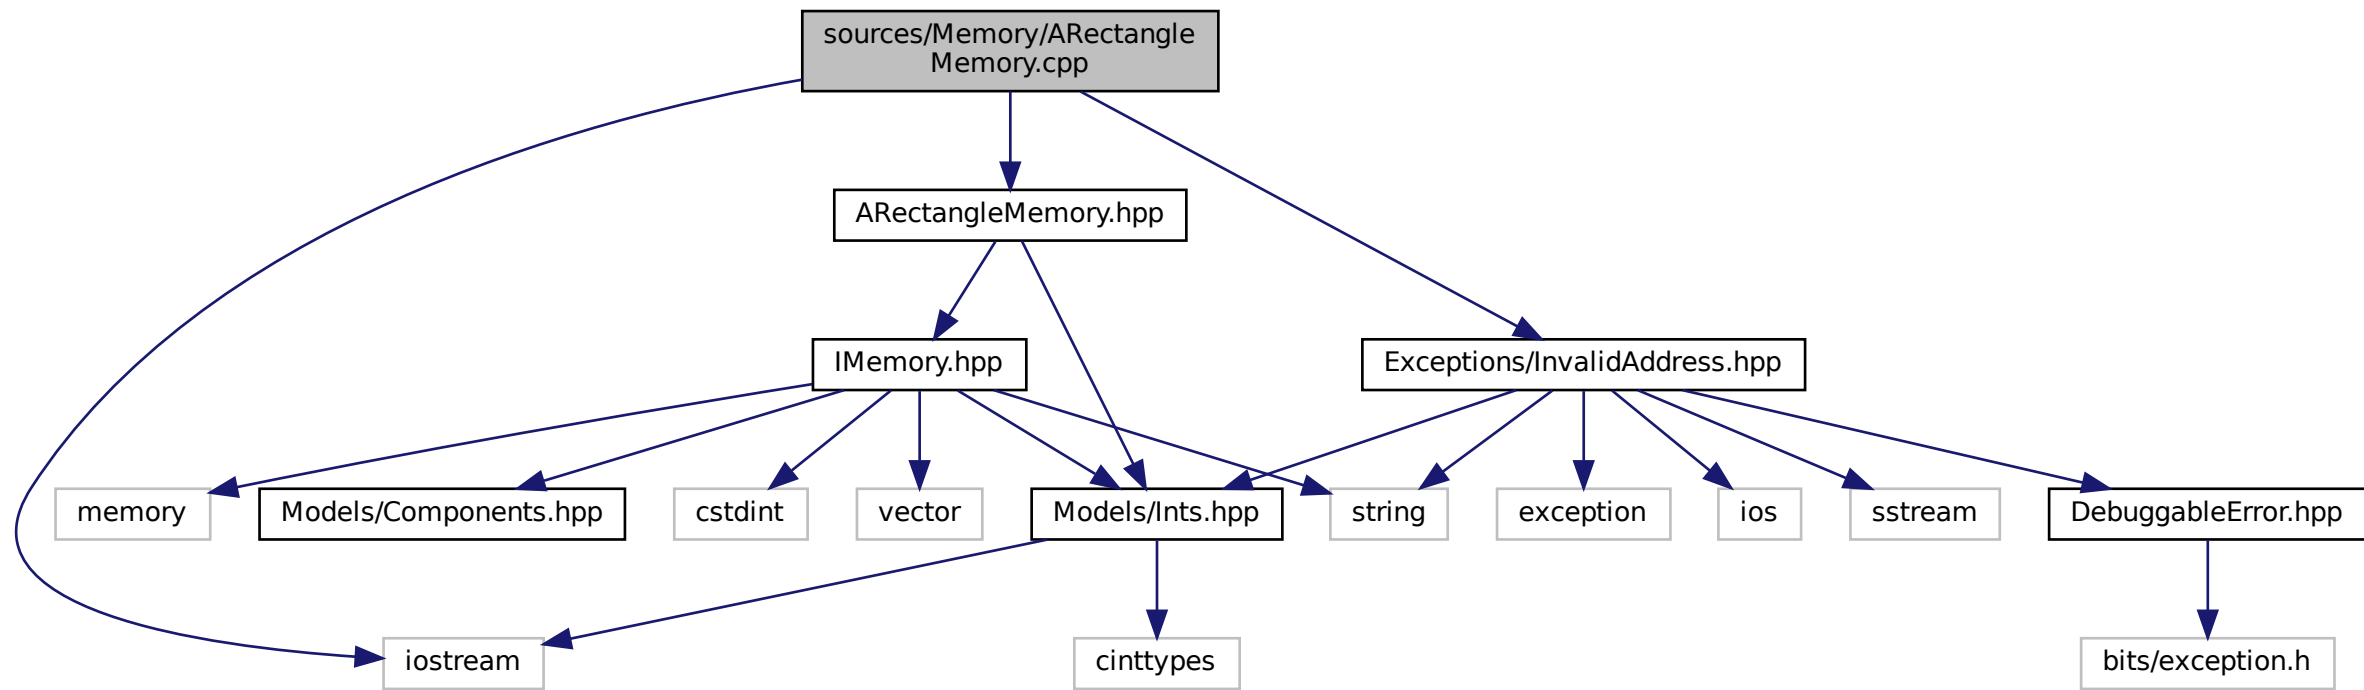 sources/Memory/ARectangle
Memory.cpp
ARectangleMemory.hpp
IMemory.hpp
Exceptions/InvalidAddress.hpp
memory
Models/Components.hpp
cstdint
vector
Models/Ints.hpp
string
exception
ios
sstream
DebuggableError.hpp
iostream
cinttypes
bits/exception.h